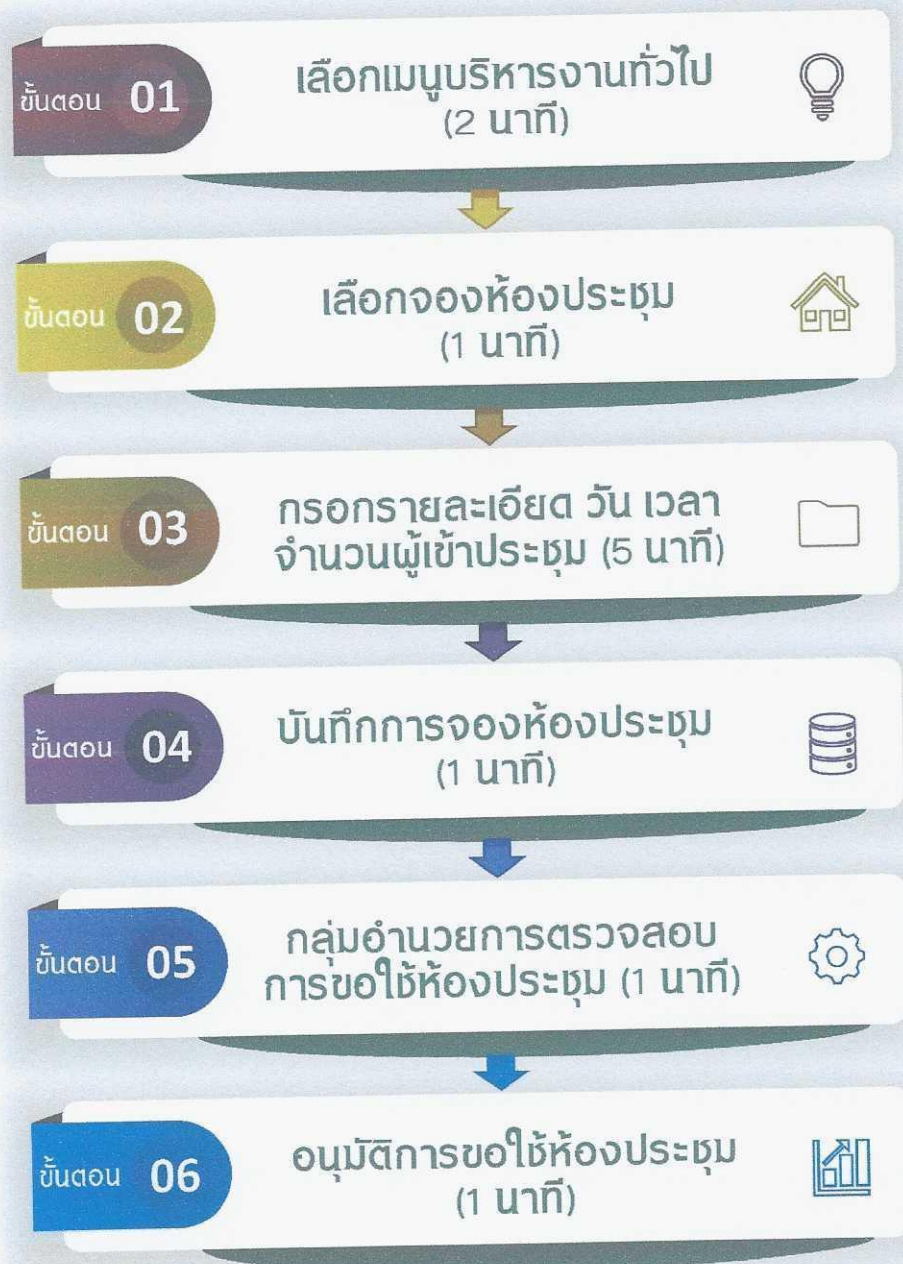 ขั้นตอน 01
เลือกเมนูบริหารงานทั่วไป
(2 นาที)
ขั้นตอน 02
เลือกจองห้องประชุม
(1 นาที)
ขั้นตอน 03
กรอกรายละเอียด วัน เวลา
จำนวนผู้เข้าประชุม (5 นาที)
ขั้นตอน 04
บันทึกการจองห้องประชุม
(1 นาที)
ขั้นตอน 05
กลุ่มอำนวยการตรวจสอบ
การขอใช้ห้องประชุม (1 นาที)
ขั้นตอน 06
อนุมัติการขอใช้ห้องประชุม
(1 นาที)